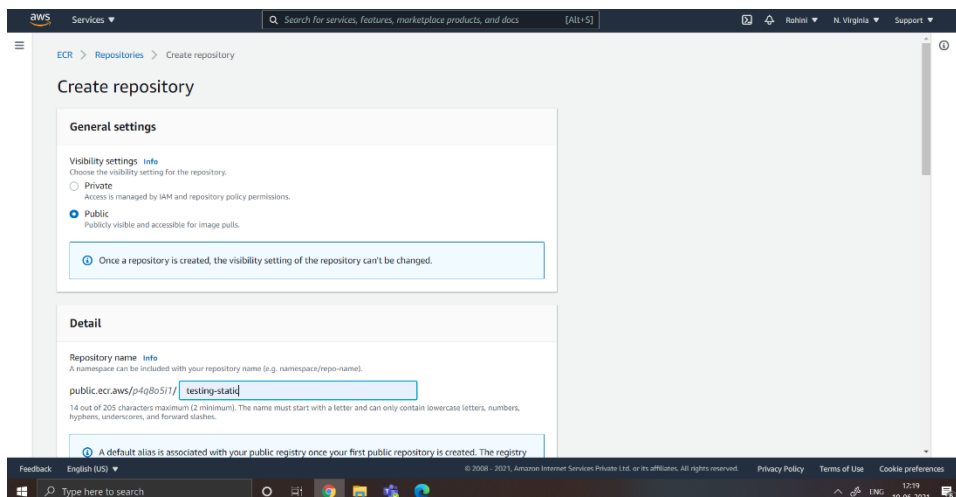 aws Services ▼ Search for services, features, marketplace products, and docs [Alt+S] Rohini ▼ N. Virginia ▼ Support ▼
ECR > Repositories > Create repository
Create repository
General settings
Visibility settings Info
Choose the visibility setting for the repository.
Private
Access is managed by IAM and repository policy permissions.
Public
Publicly visible and accessible for image pulls.
Once a repository is created, the visibility setting of the repository can't be changed.
Detail
Repository name Info
A namespace can be included with your repository name (e.g. namespace/repo-name).
public.ecr.aws/p4q8o5i1/ testing-static
14 out of 205 characters maximum (2 minimum). The name must start with a letter and can only contain lowercase letters, numbers,
hyphens, underscores, and forward slashes.
A default alias is associated with your public registry once your first public repository is created. The registry
Feedback English (US) ▼ © 2008 - 2021, Amazon Internet Services Private Ltd. or its affiliates. All rights reserved. Privacy Policy Terms of Use Cookie preferences
Type here to search ENG 12:19